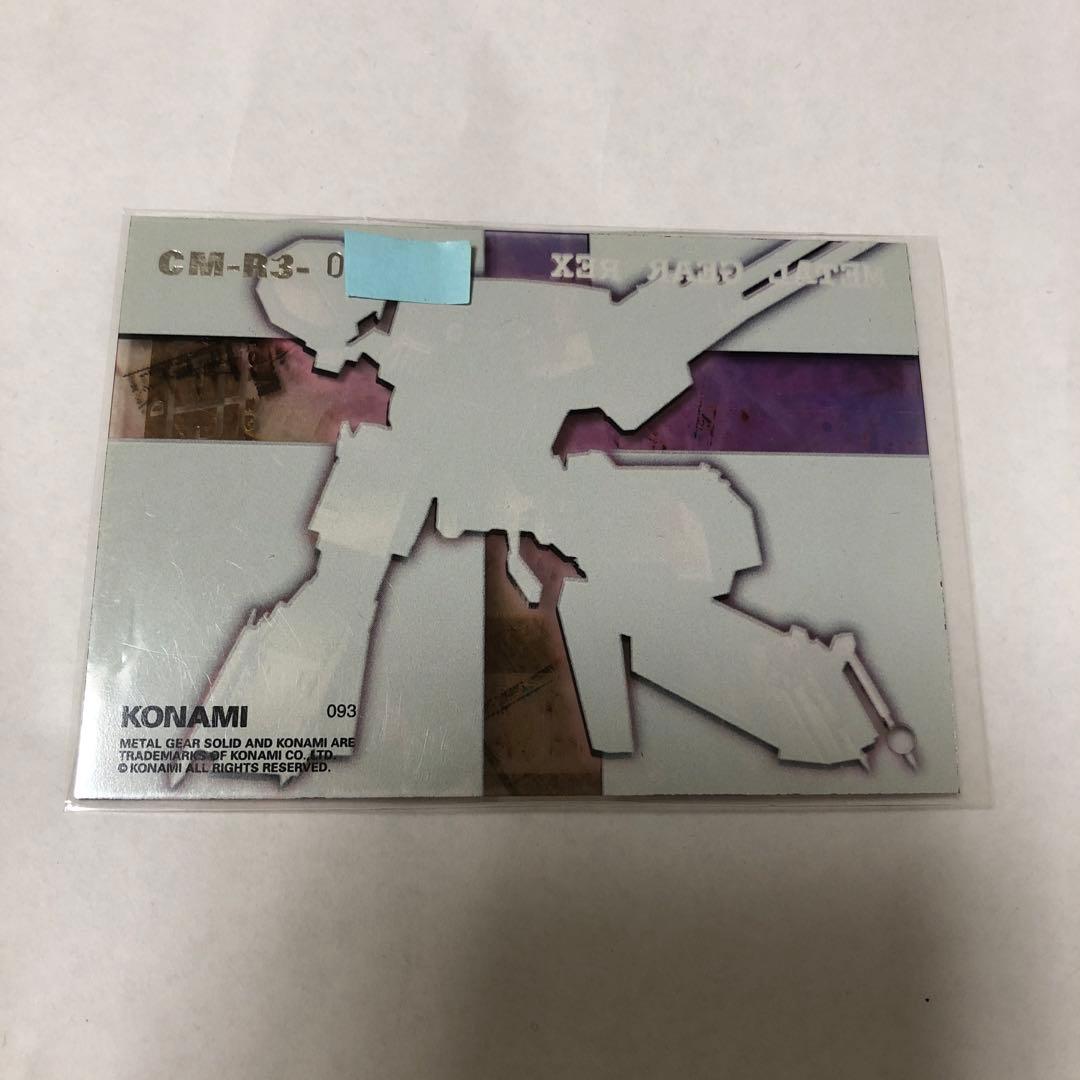 CM-R3- 0
METAL GEAR REX
KONAMI 093
METAL GEAR SOLID AND KONAMI ARE
TRADEMARKS OF KONAMI CO., LTD.
© KONAMI ALL RIGHTS RESERVED.